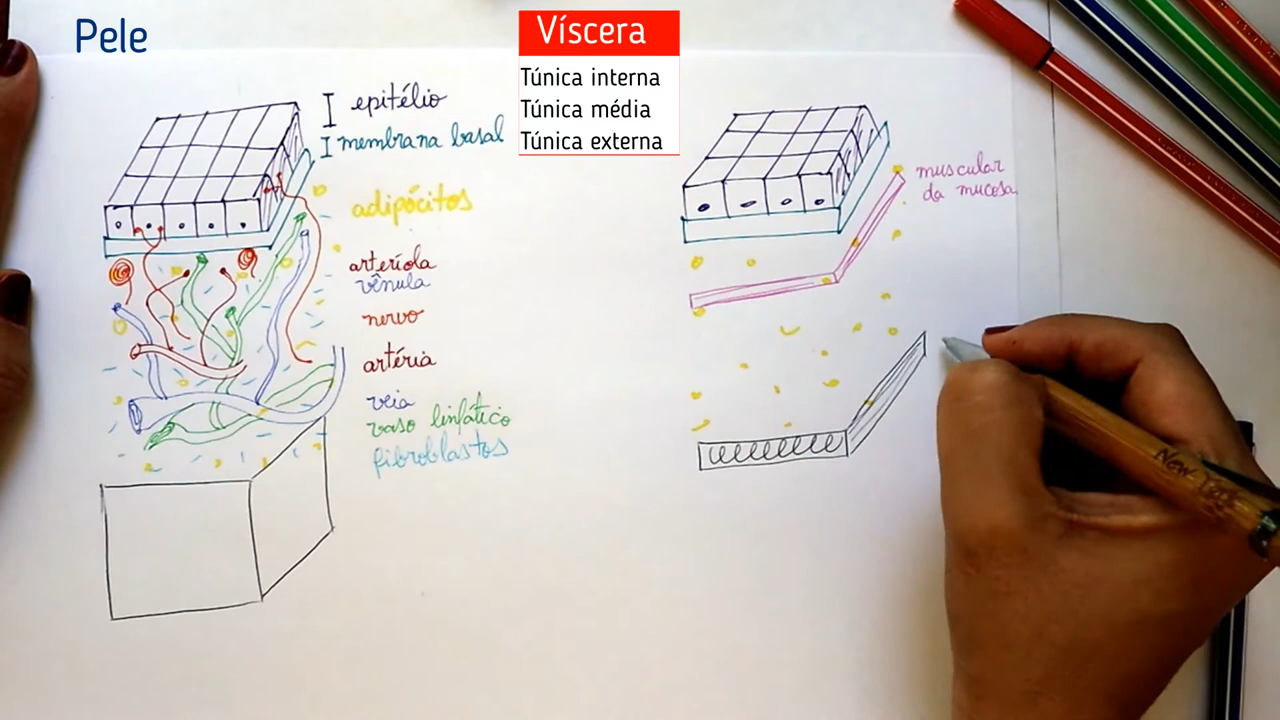 Pele
Víscera
Túnica interna
Túnica média
Túnica externa
I epitélio
I membrana basal
adipócitos
arteríola
vênula
nervo
artéria
veia
vaso linfático
fibroblastos
muscular
da mucosa